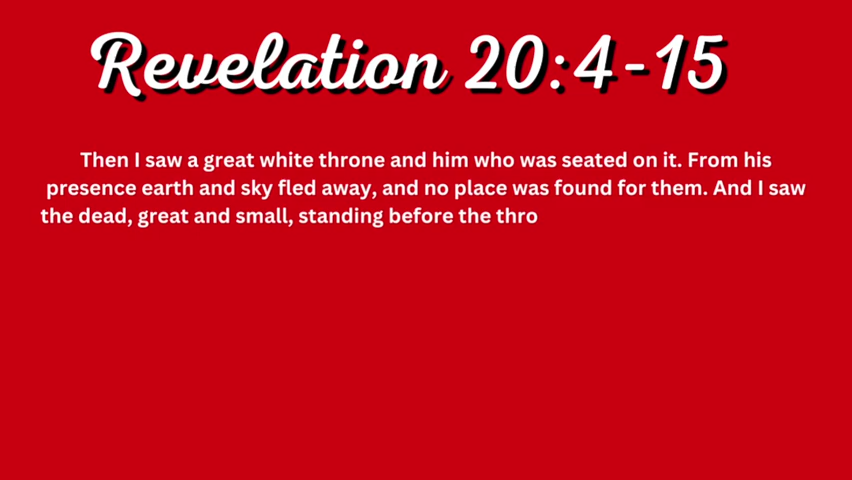 Revelation 20:4-15
Then I saw a great white throne and him who was seated on it. From his
presence earth and sky fled away, and no place was found for them. And I saw
the dead, great and small, standing before the thro